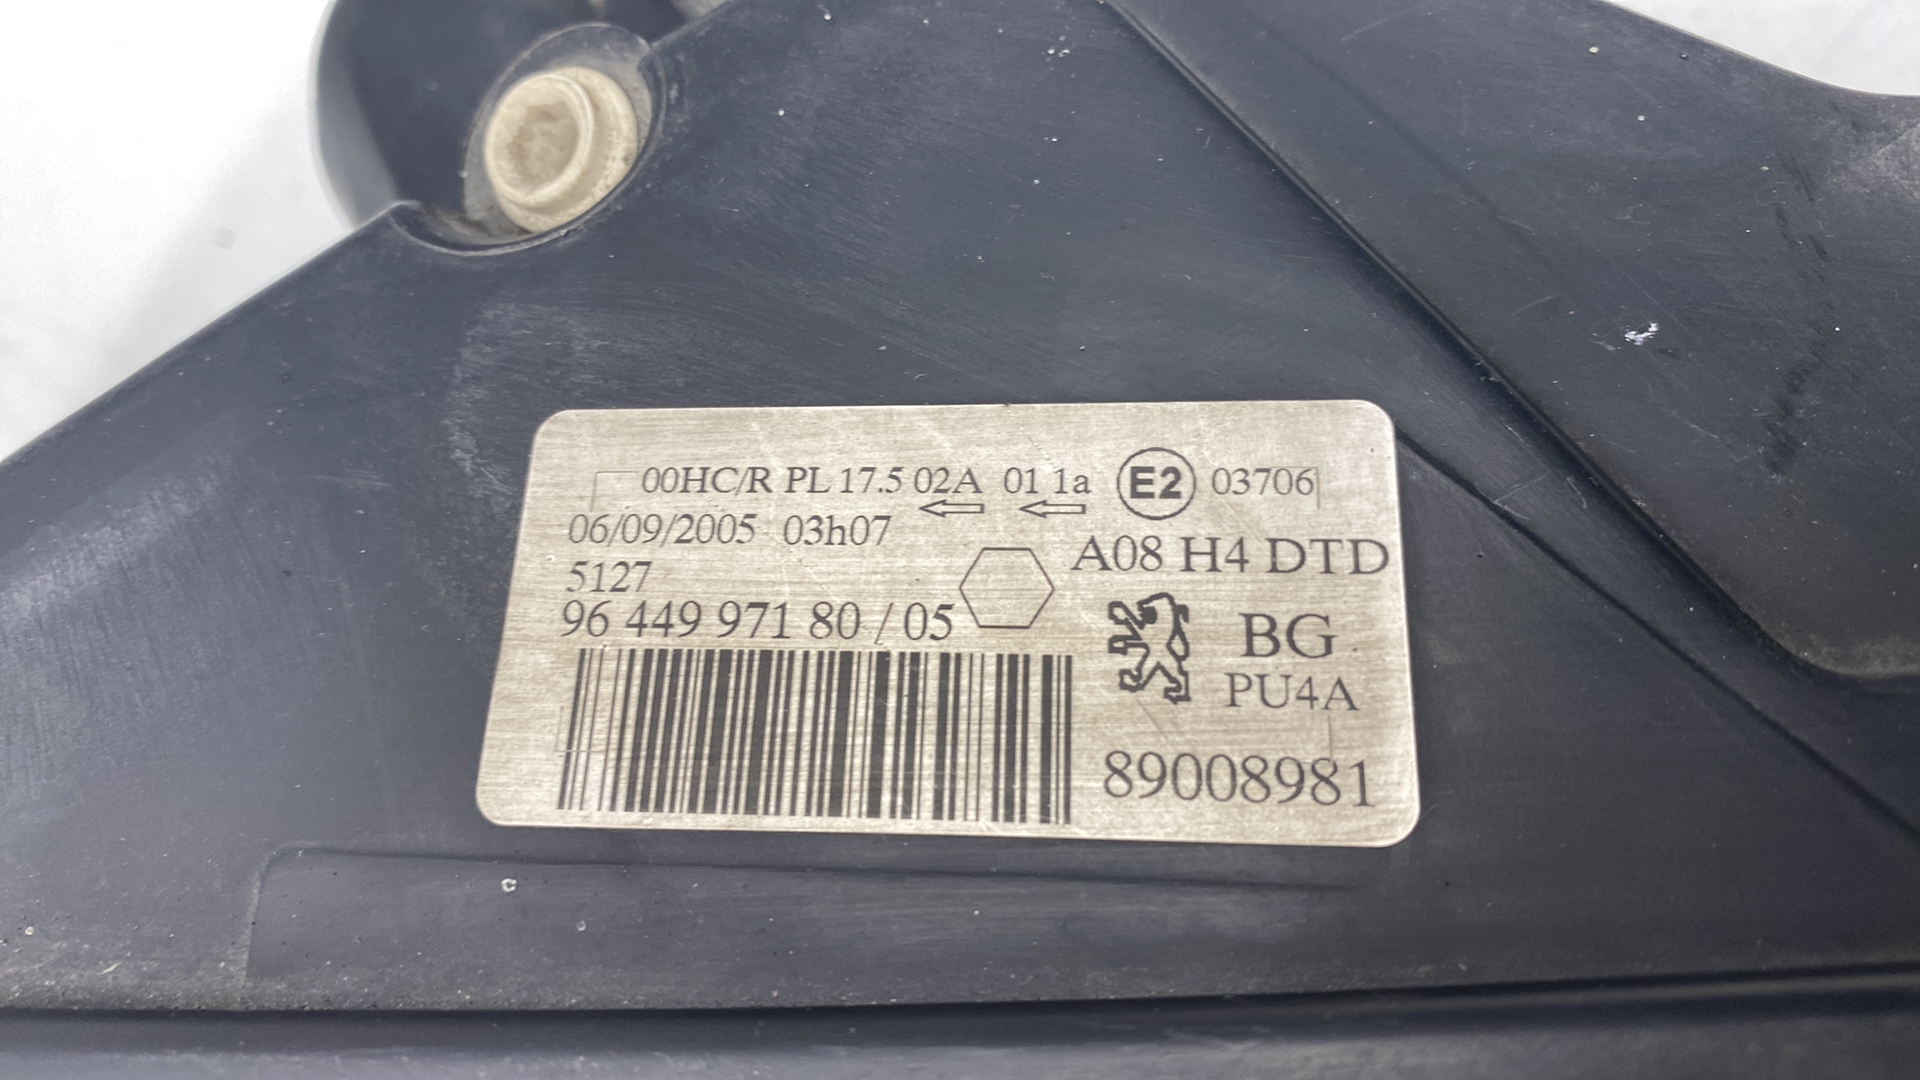 00HC/R PL 17.5 02A 01 1a E2 03706
06/09/2005 03h07
A08 H4 DTD
5127
96 449 971 80 / 05
BG
PU4A
89008981